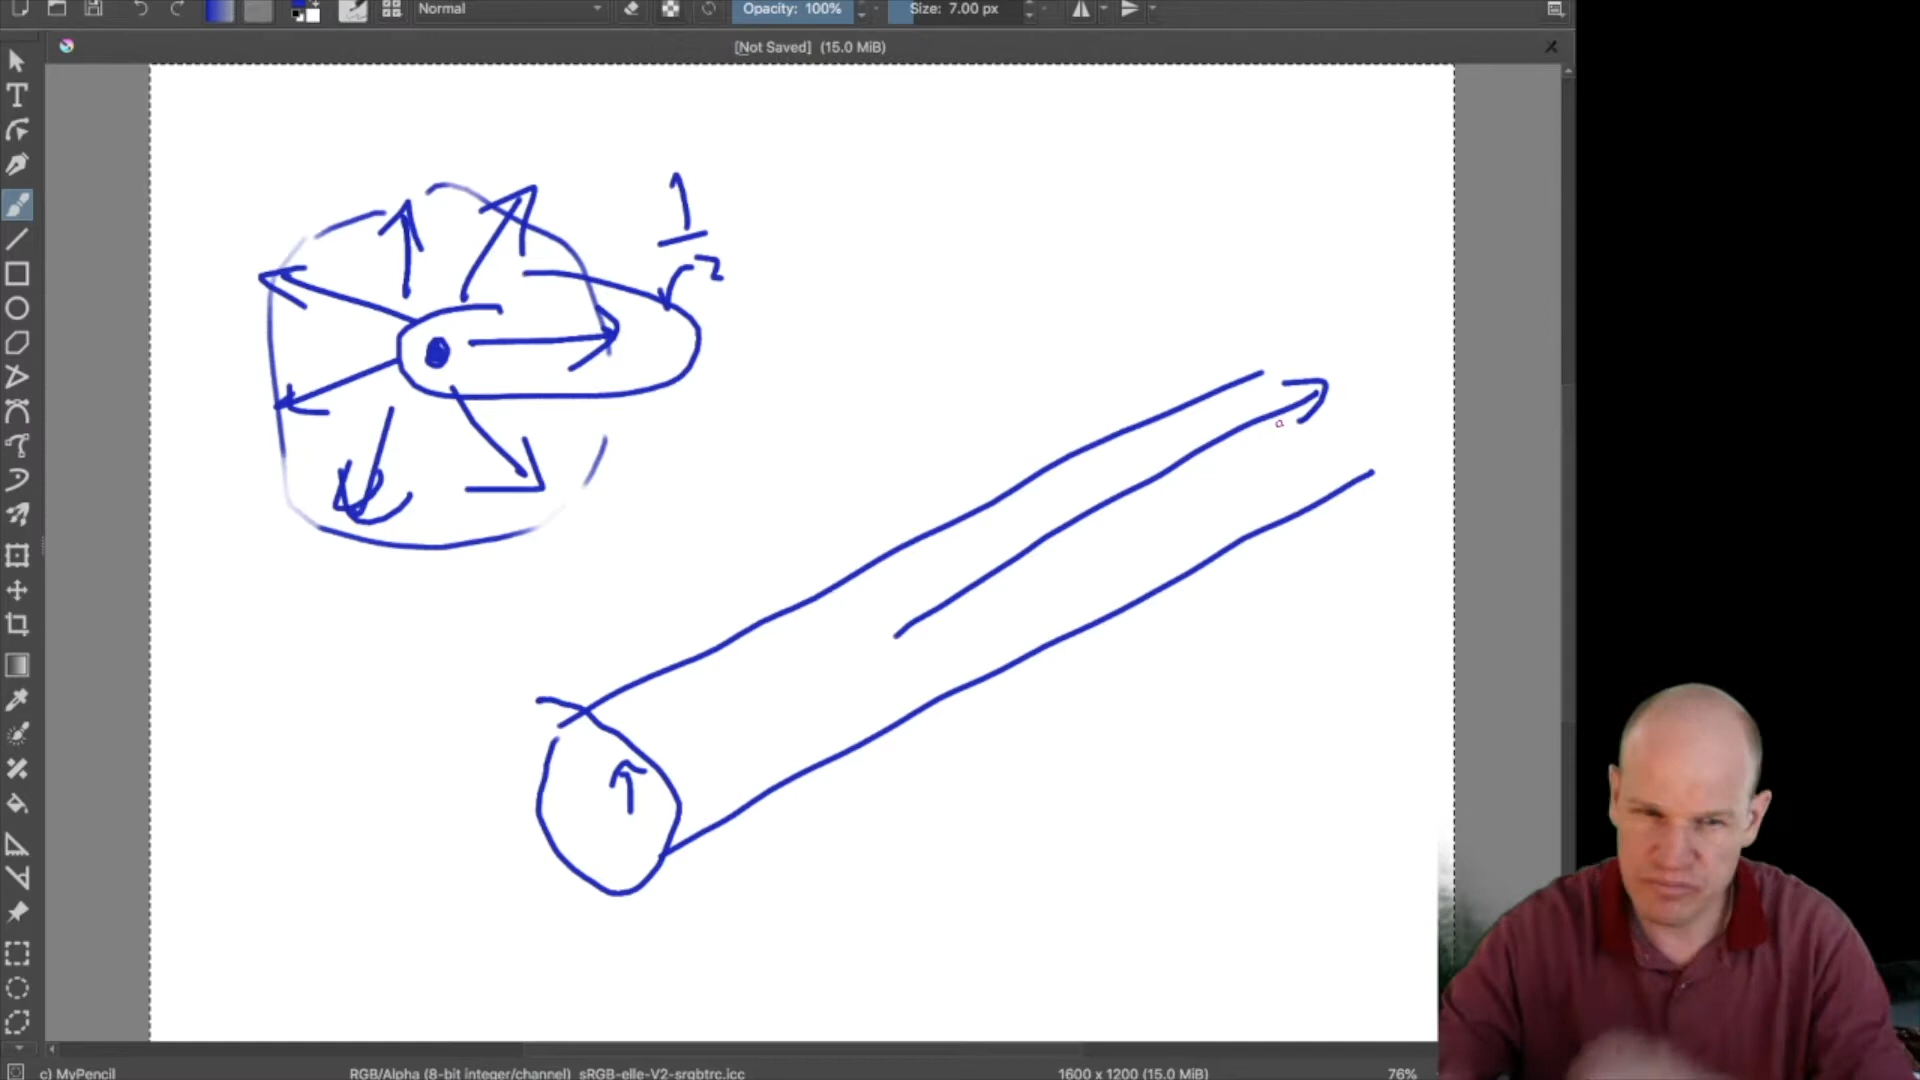 Normal
Opacity: 100%
Size: 7.00 px
[Not Saved] (15.0 MiB)
1
r2
c) MyPencil
RGB/Alpha (8-bit integer/channel) sRGB-elle-V2-srgbtrc.icc
1600 x 1200 (15.0 MiB)
76%